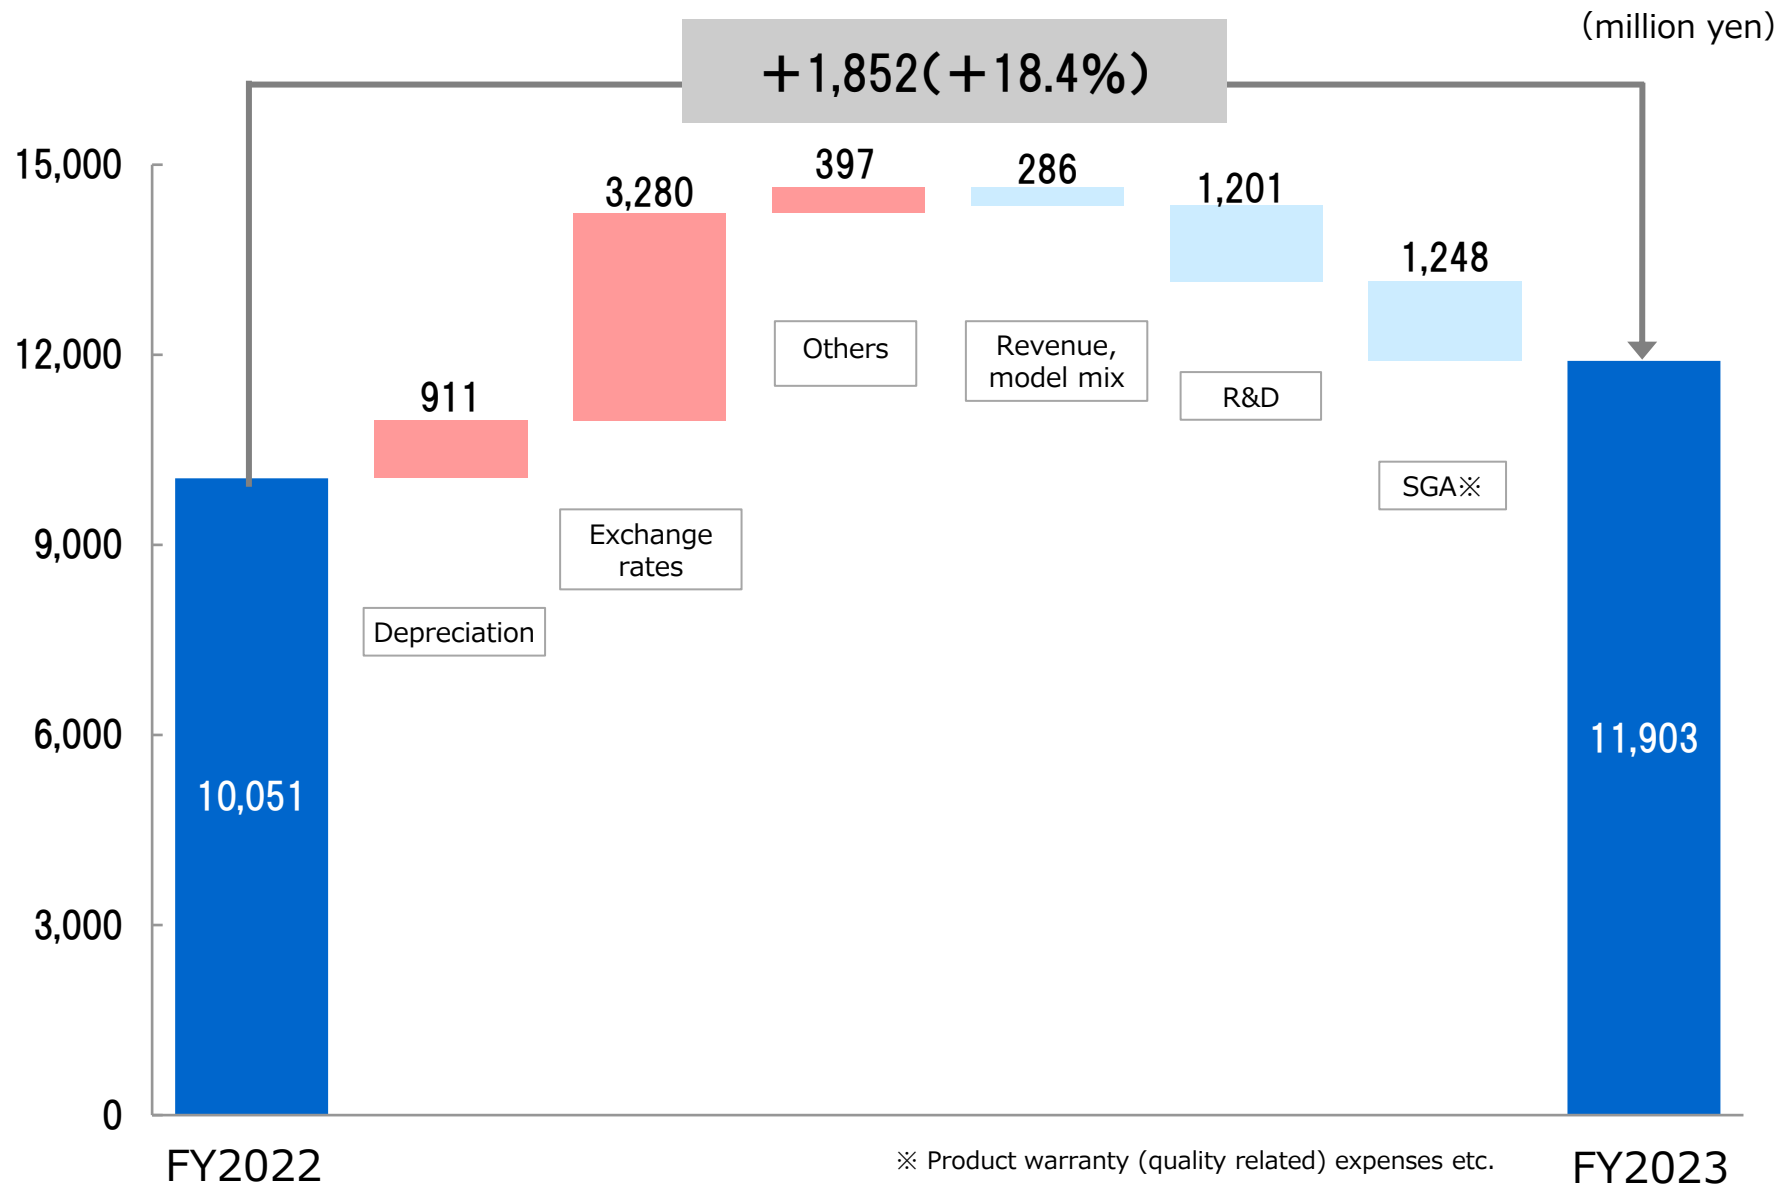 (million yen)
＋1,852(＋18.4%)
15,000
12,000
9,000
6,000
3,000
0
10,051
911
3,280
397
286
1,201
1,248
11,903
Depreciation
Exchange
rates
Others
Revenue,
model mix
R&D
SGA※
FY2022
※ Product warranty (quality related) expenses etc.
FY2023